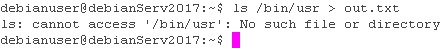 debianuser@debianServ2017:~$ ls /bin/usr > out.txt
ls: cannot access '/bin/usr': No such file or directory
debianuser@debianServ2017:~$